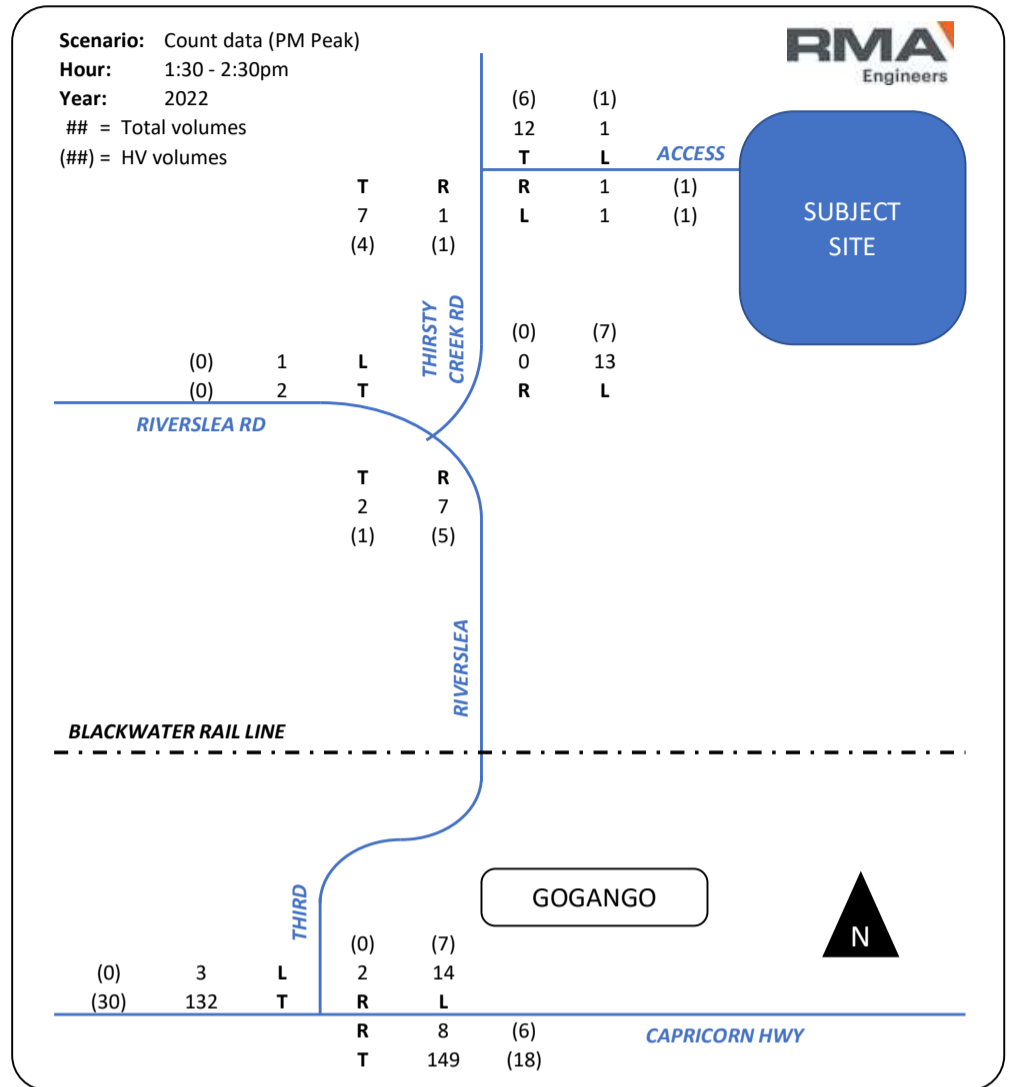 Scenario: Count data (PM Peak)
Hour: 1:30 - 2:30pm
Year: 2022
## = Total volumes
(##) = HV volumes
RMA
Engineers
(6) (1)
12 1
T L ACCESS
R 1 (1)
L 1 (1)
SUBJECT
SITE
T R
7 1
(4) (1)
THIRSTY
CREEK RD
(0) (7)
0 13
R L
(0) 1 L
(0) 2 T
RIVERSLEA RD
T R
2 7
(1) (5)
RIVERSLEA
BLACKWATER RAIL LINE
THIRD
GOGANGO
N
(0) (7)
(0) 3 L 2 14
(30) 132 T R L
R 8 (6)
CAPRICORN HWY
T 149 (18)